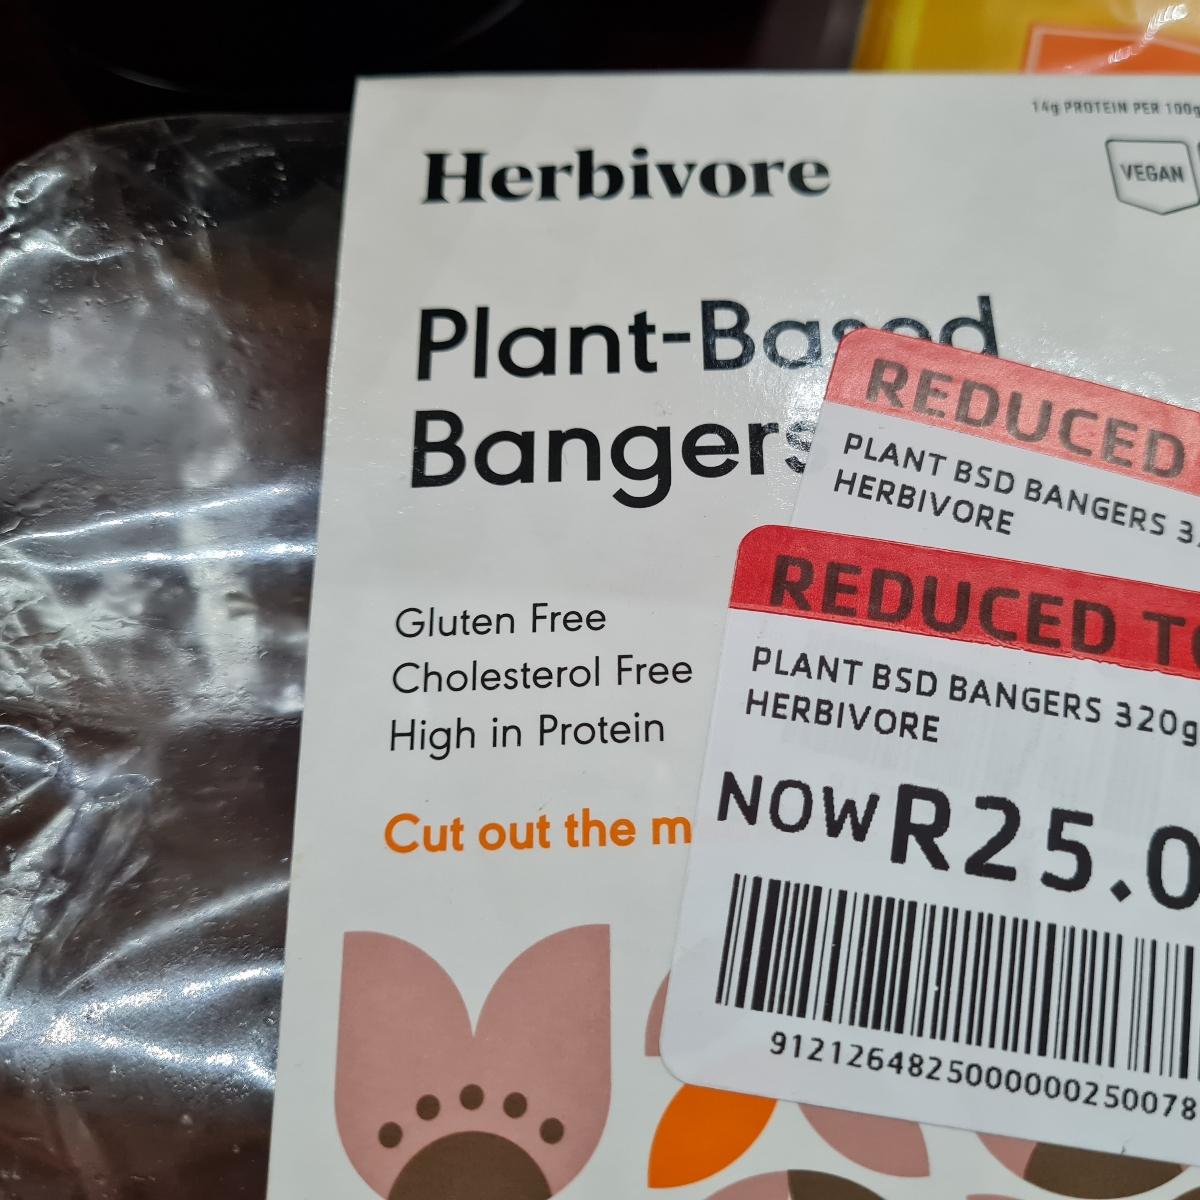 14g PROTEIN PER 100g
VEGAN
Herbivore
Plant-Based
Bangers
Gluten Free
Cholesterol Free
High in Protein
Cut out the
REDUCED
PLANT BSD BANGERS
HERBIVORE
REDUCED
PLANT BSD BANGERS 320g
HERBIVORE
NOW R25.0
9121264825000000250078